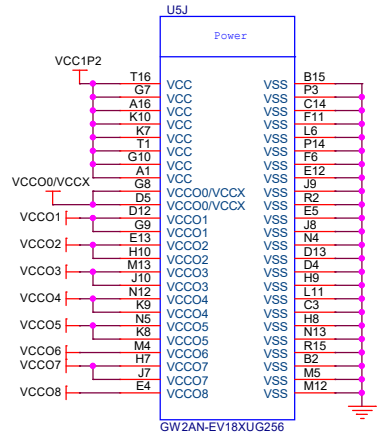 U5J
Power
VCC1P2
T16 VCC VSS B15
G7 VCC VSS P3
A16 VCC VSS C14
K10 VCC VSS F11
K7 VCC VSS L6
T1 VCC VSS P14
G10 VCC VSS F6
A1 VCC VSS E12
VCCO0/VCCX G8 VCCO0/VCCX VSS J9
D5 VCCO0/VCCX VSS R2
VCCO1 D12 VCCO1 VSS E5
G9 VCCO1 VSS J8
VCCO2 E13 VCCO2 VSS N4
H10 VCCO2 VSS D13
VCCO3 M13 VCCO3 VSS D4
J10 VCCO3 VSS H9
VCCO4 N12 VCCO4 VSS L11
K9 VCCO4 VSS C3
VCCO5 N5 VCCO5 VSS H8
K8 VCCO5 VSS N13
VCCO6 M4 VCCO6 VSS R15
VCCO7 H7 VCCO7 VSS B2
J7 VCCO7 VSS M5
VCCO8 E4 VCCO8 VSS M12
GW2AN-EV18XUG256